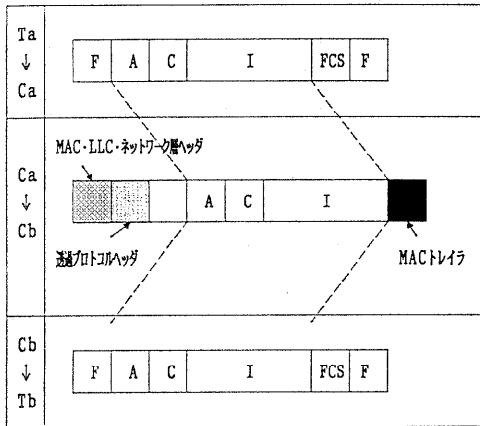 Ta
↓
Ca
F A C I FCS F
Ca
↓
Cb
MAC・LLC・ネットワーク層ヘッダ
A C I
透過プロトコルヘッダ
MACトレイラ
Cb
↓
Tb
F A C I FCS F